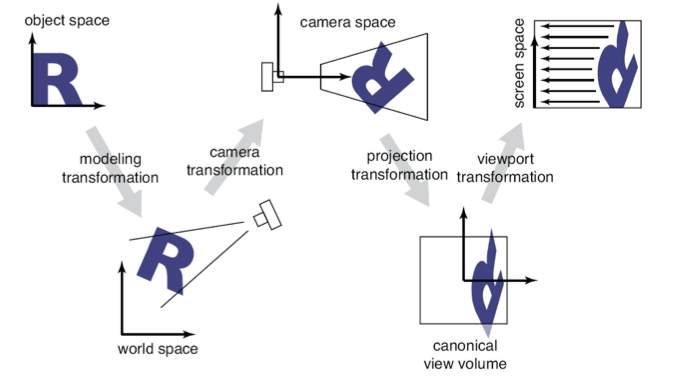 object space
R
modeling
transformation
world space
R
camera
transformation
camera space
R
projection
transformation
canonical
view volume
R
viewport
transformation
screen space
R